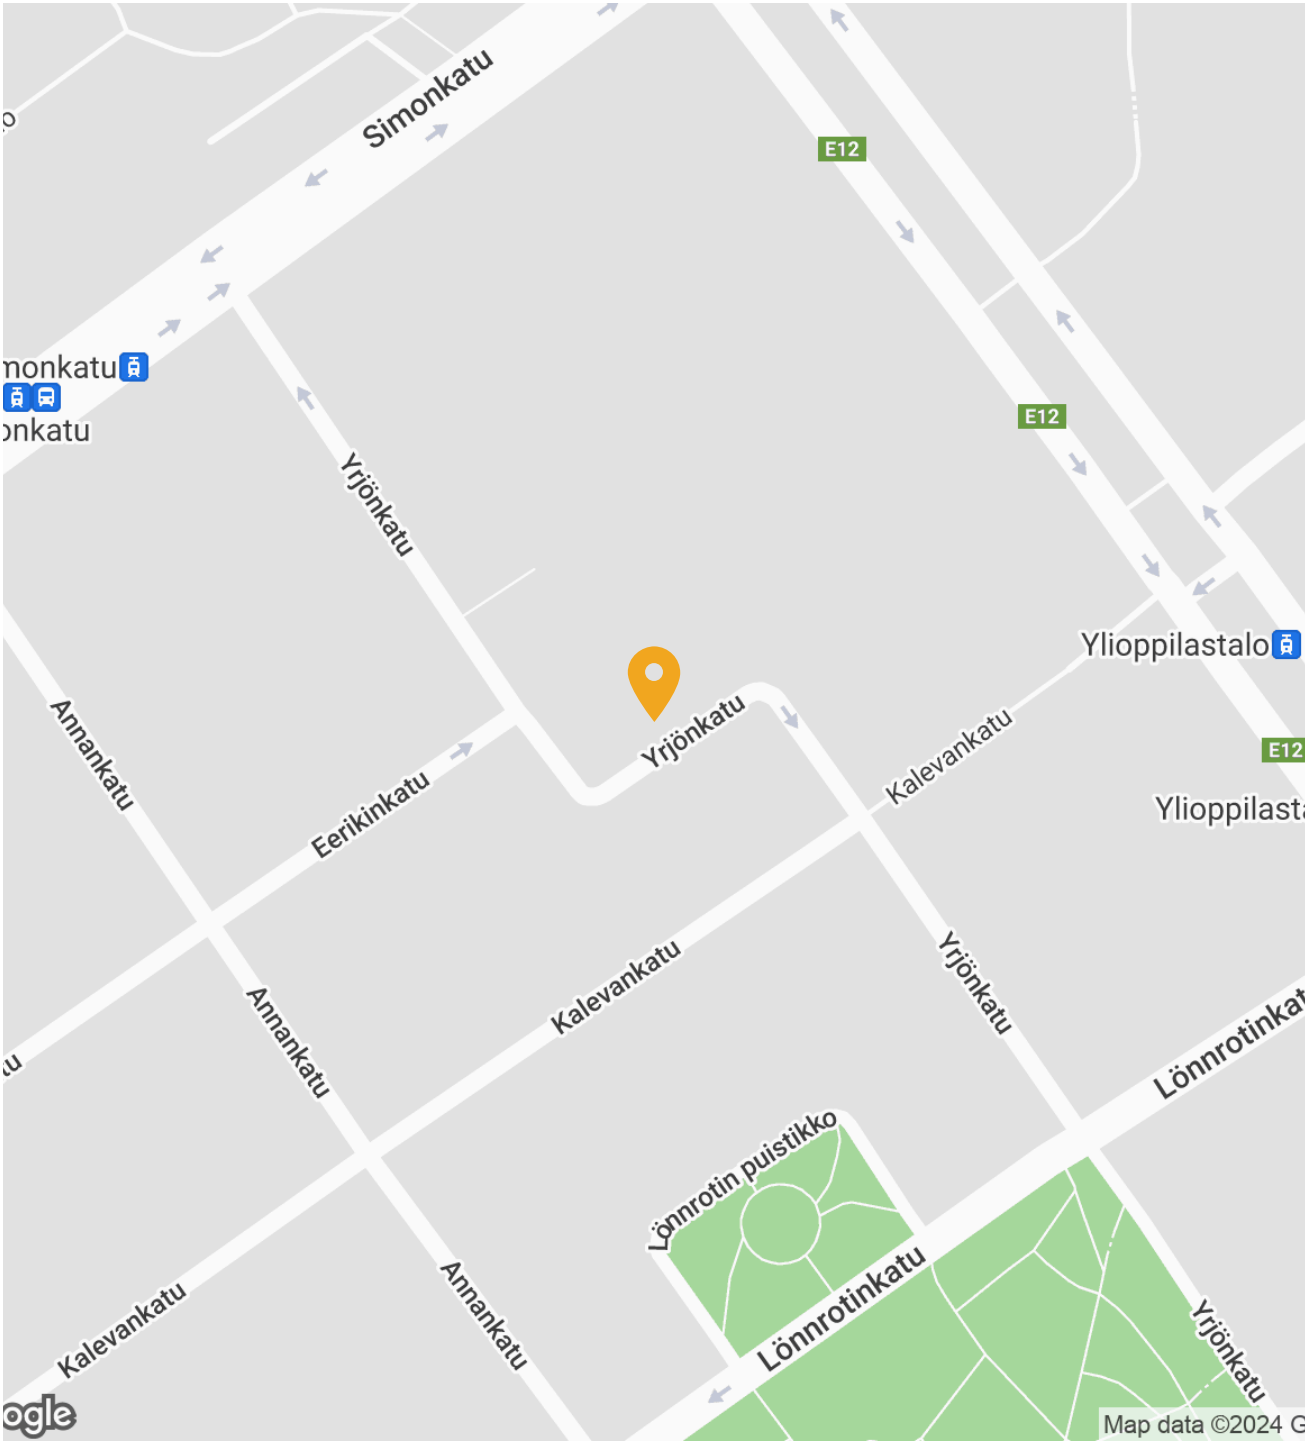 Simonkatu
o
E12
monkatu
onkatu
E12
Yrjönkatu
Ylioppilastalo
Yrjönkatu
Kalevankatu
E12
Annankatu
Eerikinkatu
Ylioppilasta
Yrjönkatu
Kalevankatu
Annankatu
Lönnrotinkat
tu
Lönnrotin puistikko
Lönnrotinkatu
Kalevankatu
Annankatu
Yrjönkatu
ogle
Map data ©2024 G